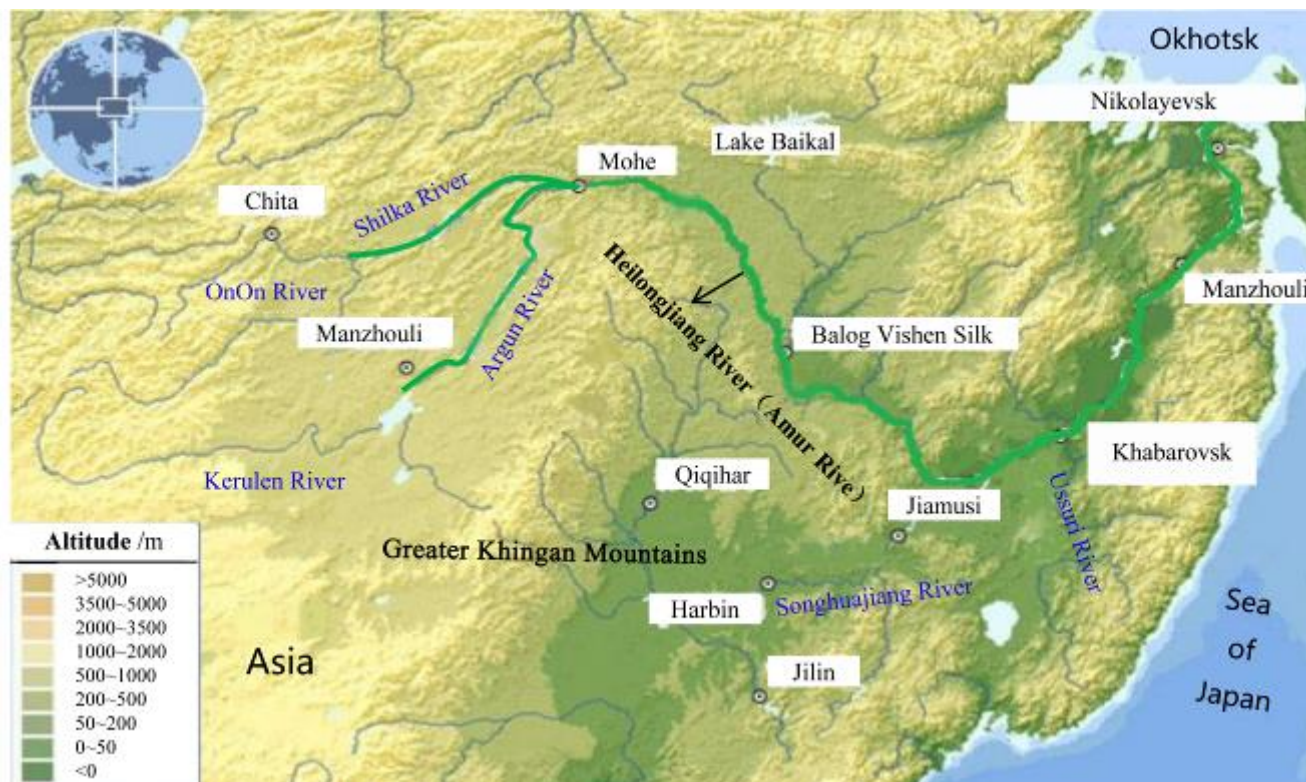 Okhotsk
Nikolayevsk
Lake Baikal
Mohe
Chita
Shilka River
OnOn River
Manzhouli
Argun River
Heilongjiang River (Amur Rive)
Manzhouli
Balog Vishen Silk
Khabarovsk
Kerulen River
Qiqihar
Jiamusi
Ussuri River
Greater Khingan Mountains
Harbin
Songhuajiang River
Jilin
Asia
Sea
of
Japan
Altitude /m
>5000
3500~5000
2000~3500
1000~2000
500~1000
200~500
50~200
0~50
<0